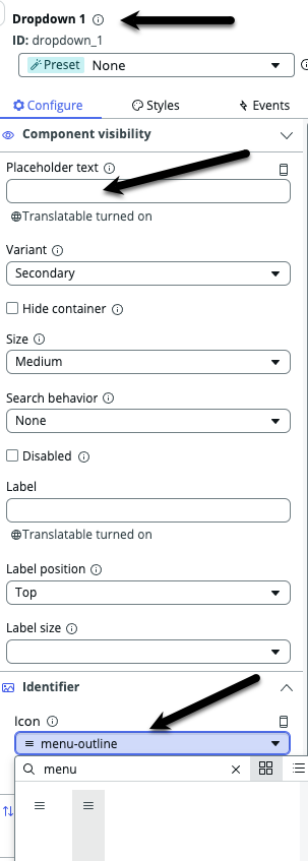 Dropdown 1
ID: dropdown_1
Preset None
Configure Styles Events
Component visibility
Placeholder text
Translatable turned on
Variant
Secondary
Hide container
Size
Medium
Search behavior
None
Disabled
Label
Translatable turned on
Label position
Top
Label size
Identifier
Icon
menu-outline
menu